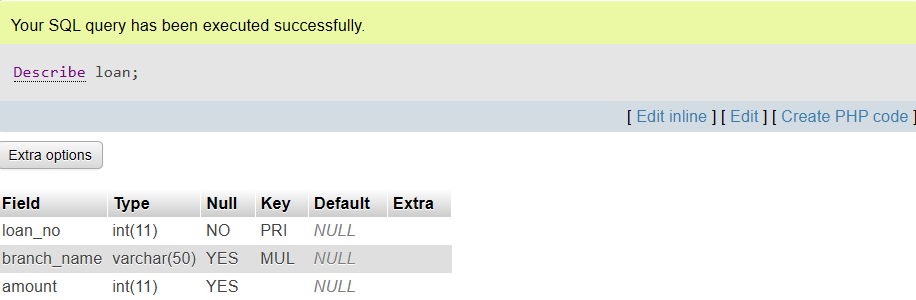 Your SQL query has been executed successfully.
Describe loan;
[ Edit inline ] [ Edit ] [ Create PHP code ]
Extra options
Field Type Null Key Default Extra
loan_no int(11) NO PRI NULL
branch_name varchar(50) YES MUL NULL
amount int(11) YES NULL